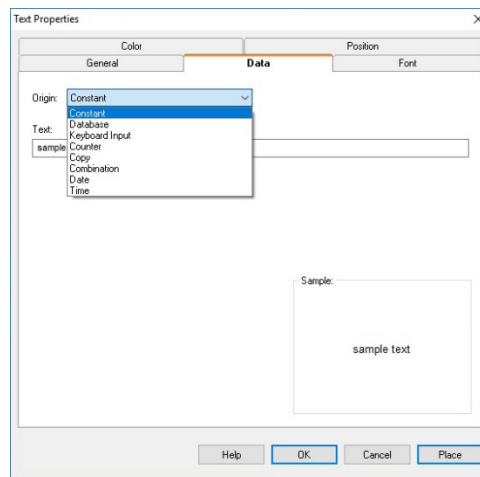 Text Properties
Color Position
General Data Font
Origin: Constant
Constant
Database
Text: Keyboard Input
sample Counter
Copy
Combination
Date
Time
Sample:
sample text
Help OK Cancel Place